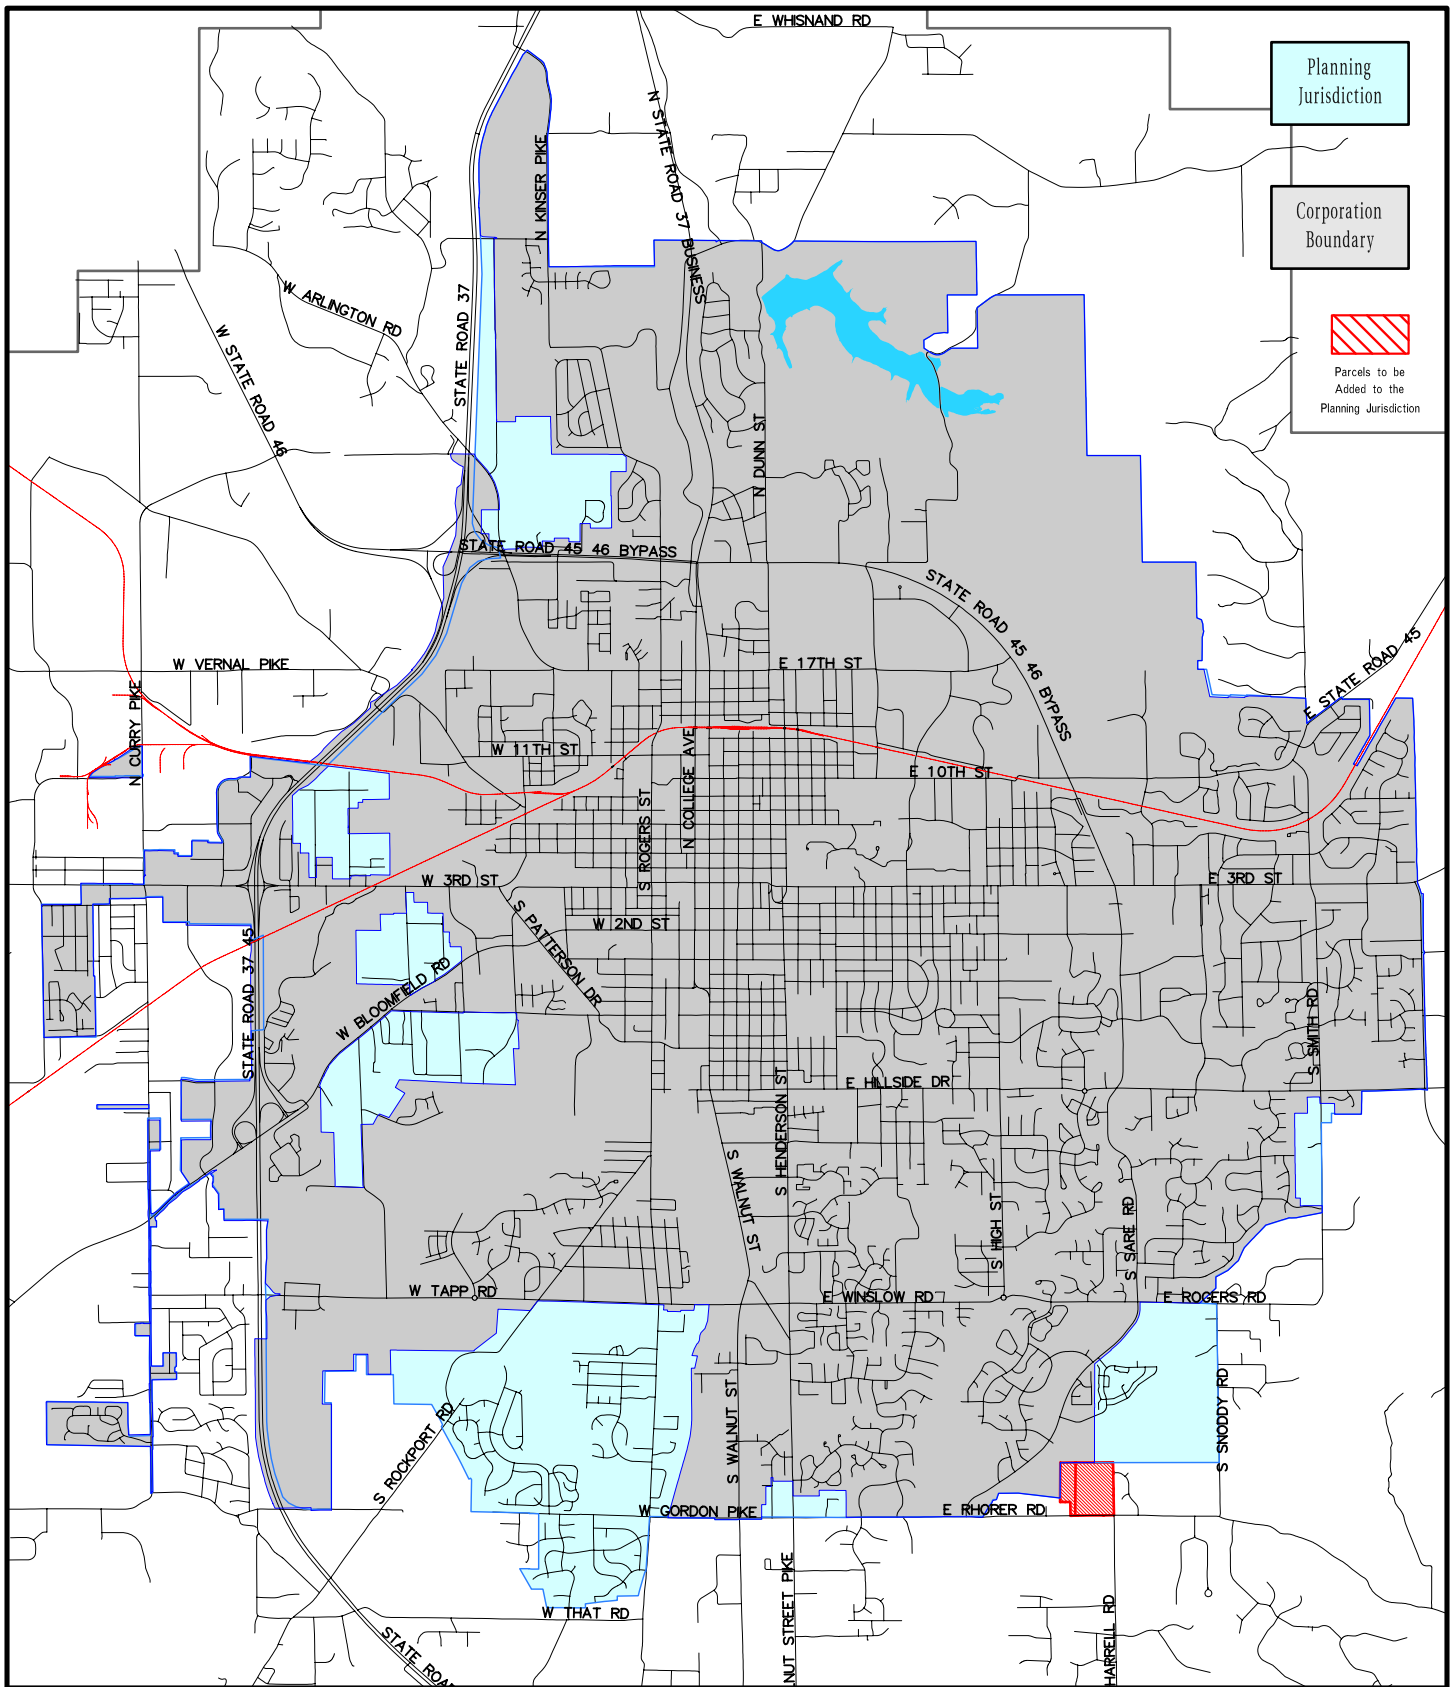 E WHISNAND RD
Planning
Jurisdiction
N STATE ROAD 37 BUSINESS
N KINSER PIKE
Corporation
Boundary
W ARLINGTON RD
STATE ROAD 37
W STATE ROAD 46
Parcels to be
Added to the
Planning Jurisdiction
N DUNN ST
STATE ROAD 45 46 BYPASS
STATE ROAD 45 46 BYPASS
W VERNAL PIKE
E 17TH ST
E STATE ROAD 45
N CURRY PIKE
W 11TH ST
N COLLEGE AVE
E 10TH ST
S ROGERS ST
W 3RD ST
E 3RD ST
S PATTERSON DR
W 2ND ST
STATE ROAD 37 45
W BLOOMFIELD RD
S SMITH RD
E HILLSIDE DR
S HENDERSON ST
S WALNUT ST
S HIGH ST
S SARE RD
W TAPP RD
E WINSLOW RD
E ROGERS RD
S WALNUT ST
S SNODDY RD
S ROCKPORT RD
W GORDON PIKE
E RHORER RD
NUT STREET PIKE
W THAT RD
HARRELL RD
STATE ROA